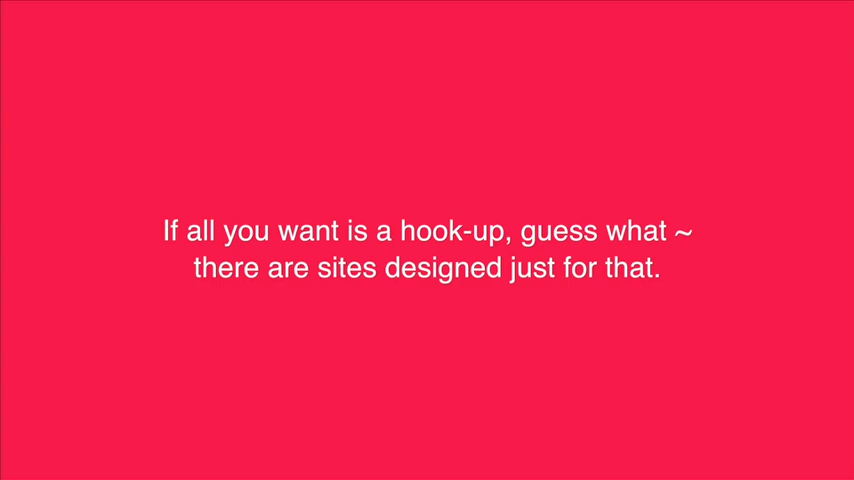 If all you want is a hook-up, guess what ~
there are sites designed just for that.